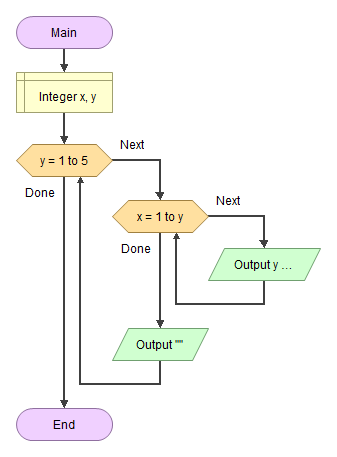 Main
Integer x, y
y = 1 to 5
Next
Done
x = 1 to y
Next
Done
Output y ...
Output ""
End